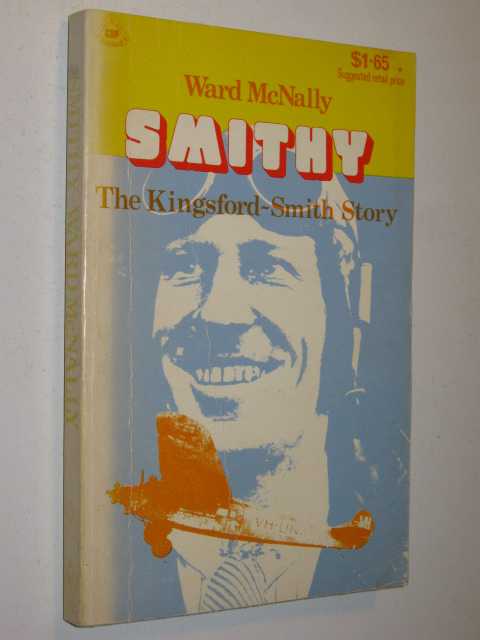 $1·65
Suggested retail price
Ward McNally
SMITHY
The Kingsford-Smith Story
SMITHY WARD McNALLY